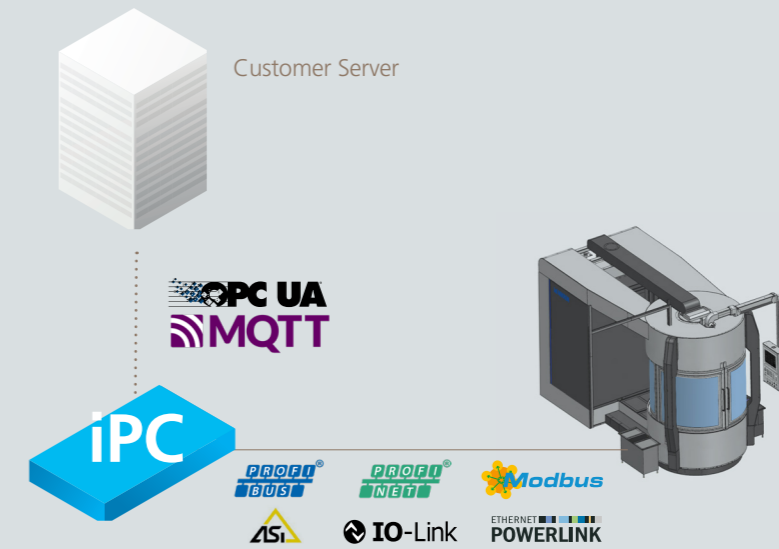 Customer Server
OPC UA
MQTT
iPC
PROFI®
BUS
PROFI®
NET
Modbus
ASi
IO-Link
ETHERNET
POWERLINK